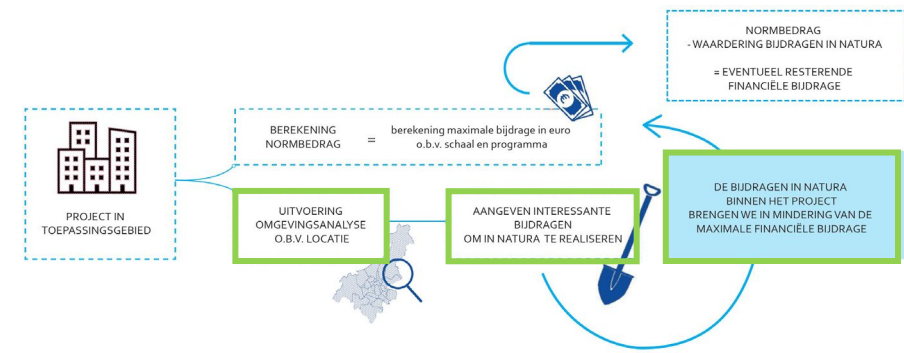 PROJECT IN
TOEPASSINGSGEBIED
BEREKENING
NORMBEDRAG
=
berekening maximale bijdrage in euro
o.b.v. schaal en programma
UITVOERING
OMGEVINGSANALYSE
O.B.V. LOCATIE
AANGEVEN INTERESSANTE
BIJDRAGEN
OM IN NATURA TE REALISEREN
DE BIJDRAGEN IN NATURA
BINNEN HET PROJECT
BRENGEN WE IN MINDERING VAN DE
MAXIMALE FINANCIËLE BIJDRAGE
NORMBEDRAG
- WAARDERING BIJDRAGEN IN NATURA
= EVENTUEEL RESTERENDE
FINANCIËLE BIJDRAGE